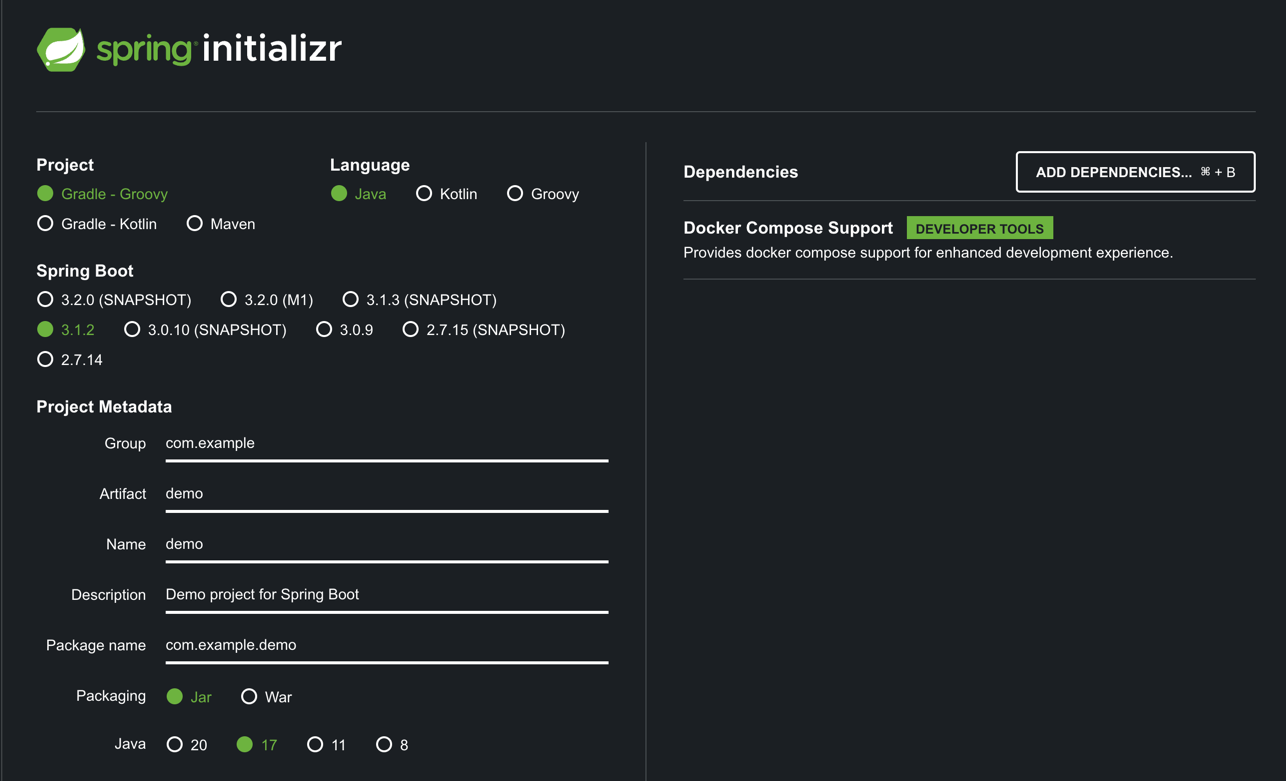 spring initializr
Project
Gradle - Groovy
Gradle - Kotlin Maven
Language
Java Kotlin Groovy
Spring Boot
3.2.0 (SNAPSHOT) 3.2.0 (M1) 3.1.3 (SNAPSHOT)
3.1.2 3.0.10 (SNAPSHOT) 3.0.9 2.7.15 (SNAPSHOT)
2.7.14
Project Metadata
Group com.example
Artifact demo
Name demo
Description Demo project for Spring Boot
Package name com.example.demo
Packaging Jar War
Java 20 17 11 8
Dependencies ADD DEPENDENCIES... ⌘ + B
Docker Compose Support DEVELOPER TOOLS
Provides docker compose support for enhanced development experience.